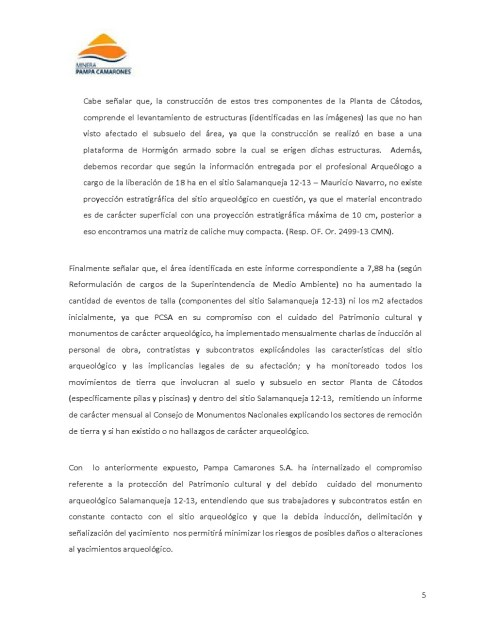 MINERA
PAMPA CAMARONES
Cabe señalar que, la construcción de estos tres componentes de la Planta de Cátodos,
comprende el levantamiento de estructuras (identificadas en las imágenes) las que no han
visto afectado el subsuelo del área, ya que la construcción se realizó en base a una
plataforma de Hormigón armado sobre la cual se erigen dichas estructuras. Además,
debemos recordar que según la información entregada por el profesional Arqueólogo a
cargo de la liberación de 18 ha en el sitio Salamanqueja 12-13 – Mauricio Navarro, no existe
proyección estratigráfica del sitio arqueológico en cuestión, ya que el material encontrado
es de carácter superficial con una proyección estratigráfica máxima de 10 cm, posterior a
eso encontramos una matriz de caliche muy compacta. (Resp. OF. Or. 2499-13 CMN).
Finalmente señalar que, el área identificada en este informe correspondiente a 7,88 ha (según
Reformulación de cargos de la Superintendencia de Medio Ambiente) no ha aumentado la
cantidad de eventos de talla (componentes del sitio Salamanqueja 12-13) ni los m2 afectados
inicialmente, ya que PCSA en su compromiso con el cuidado del Patrimonio cultural y
monumentos de carácter arqueológico, ha implementado mensualmente charlas de inducción al
personal de obra, contratistas y subcontratos explicándoles las características del sitio
arqueológico y las implicancias legales de su afectación; y ha monitoreado todos los
movimientos de tierra que involucran al suelo y subsuelo en sector Planta de Cátodos
(específicamente pilas y piscinas) y dentro del sitio Salamanqueja 12-13, remitiendo un informe
de carácter mensual al Consejo de Monumentos Nacionales explicando los sectores de remoción
de tierra y si han existido o no hallazgos de carácter arqueológico.
Con lo anteriormente expuesto, Pampa Camarones S.A. ha internalizado el compromiso
referente a la protección del Patrimonio cultural y del debido cuidado del monumento
arqueológico Salamanqueja 12-13, entendiendo que sus trabajadores y subcontratos están en
constante contacto con el sitio arqueológico y que la debida inducción, delimitación y
señalización del yacimiento nos permitirá minimizar los riesgos de posibles daños o alteraciones
al yacimientos arqueológico.
5